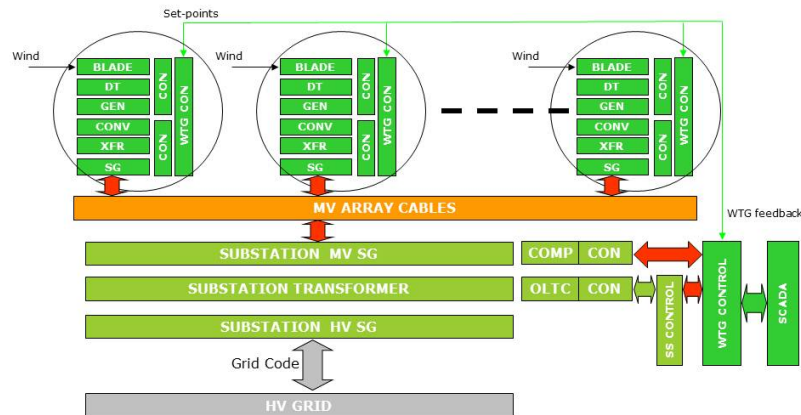 Set-points
Wind
BLADE
DT
GEN
CONV
XFR
SG
CON
CON
WTG CON
Wind
BLADE
DT
GEN
CONV
XFR
SG
CON
CON
WTG CON
Wind
BLADE
DT
GEN
CONV
XFR
SG
CON
CON
WTG CON
MV ARRAY CABLES
WTG feedback
SUBSTATION MV SG
COMP CON
SUBSTATION TRANSFORMER
OLTC CON
SS CONTROL
WTG CONTROL
SCADA
SUBSTATION HV SG
Grid Code
HV GRID